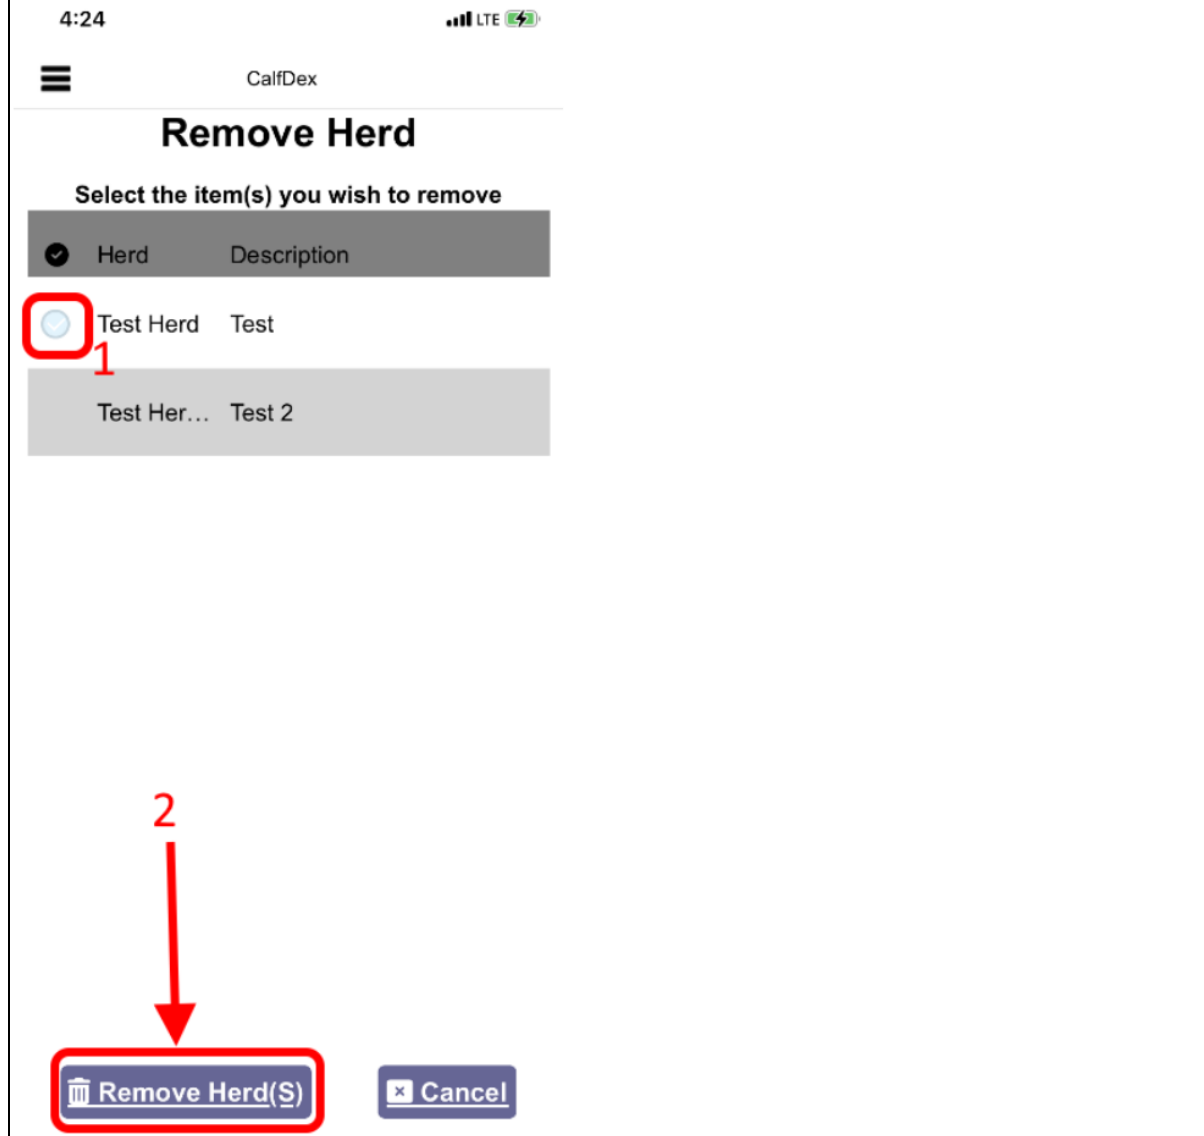 4:24 LTE
CalfDex
Remove Herd
Select the item(s) you wish to remove
Herd Description
Test Herd Test
1
Test Her... Test 2
2
Remove Herd(S) Cancel